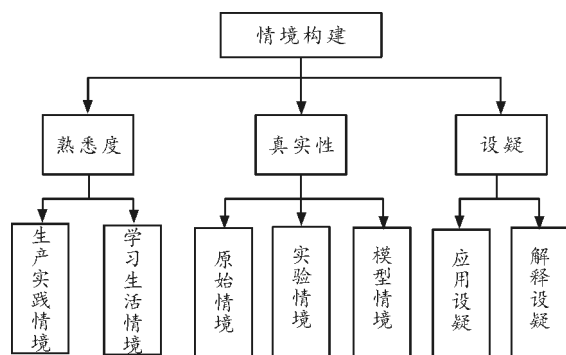 情境构建
熟悉度
真实性
设疑
生产实践情境
学习生活情境
原始情境
实验情境
模型情境
应用设疑
解释设疑